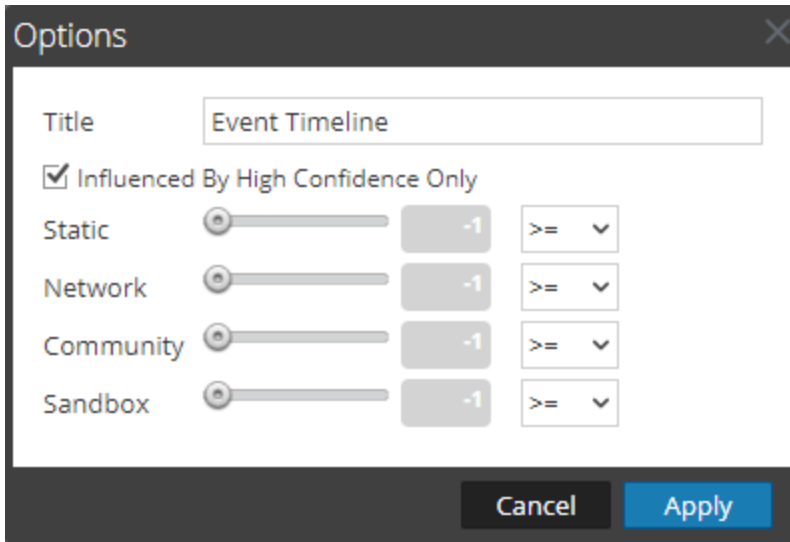 Options
Title Event Timeline
Influenced By High Confidence Only
Static -1 >=
Network -1 >=
Community -1 >=
Sandbox -1 >=
Cancel Apply